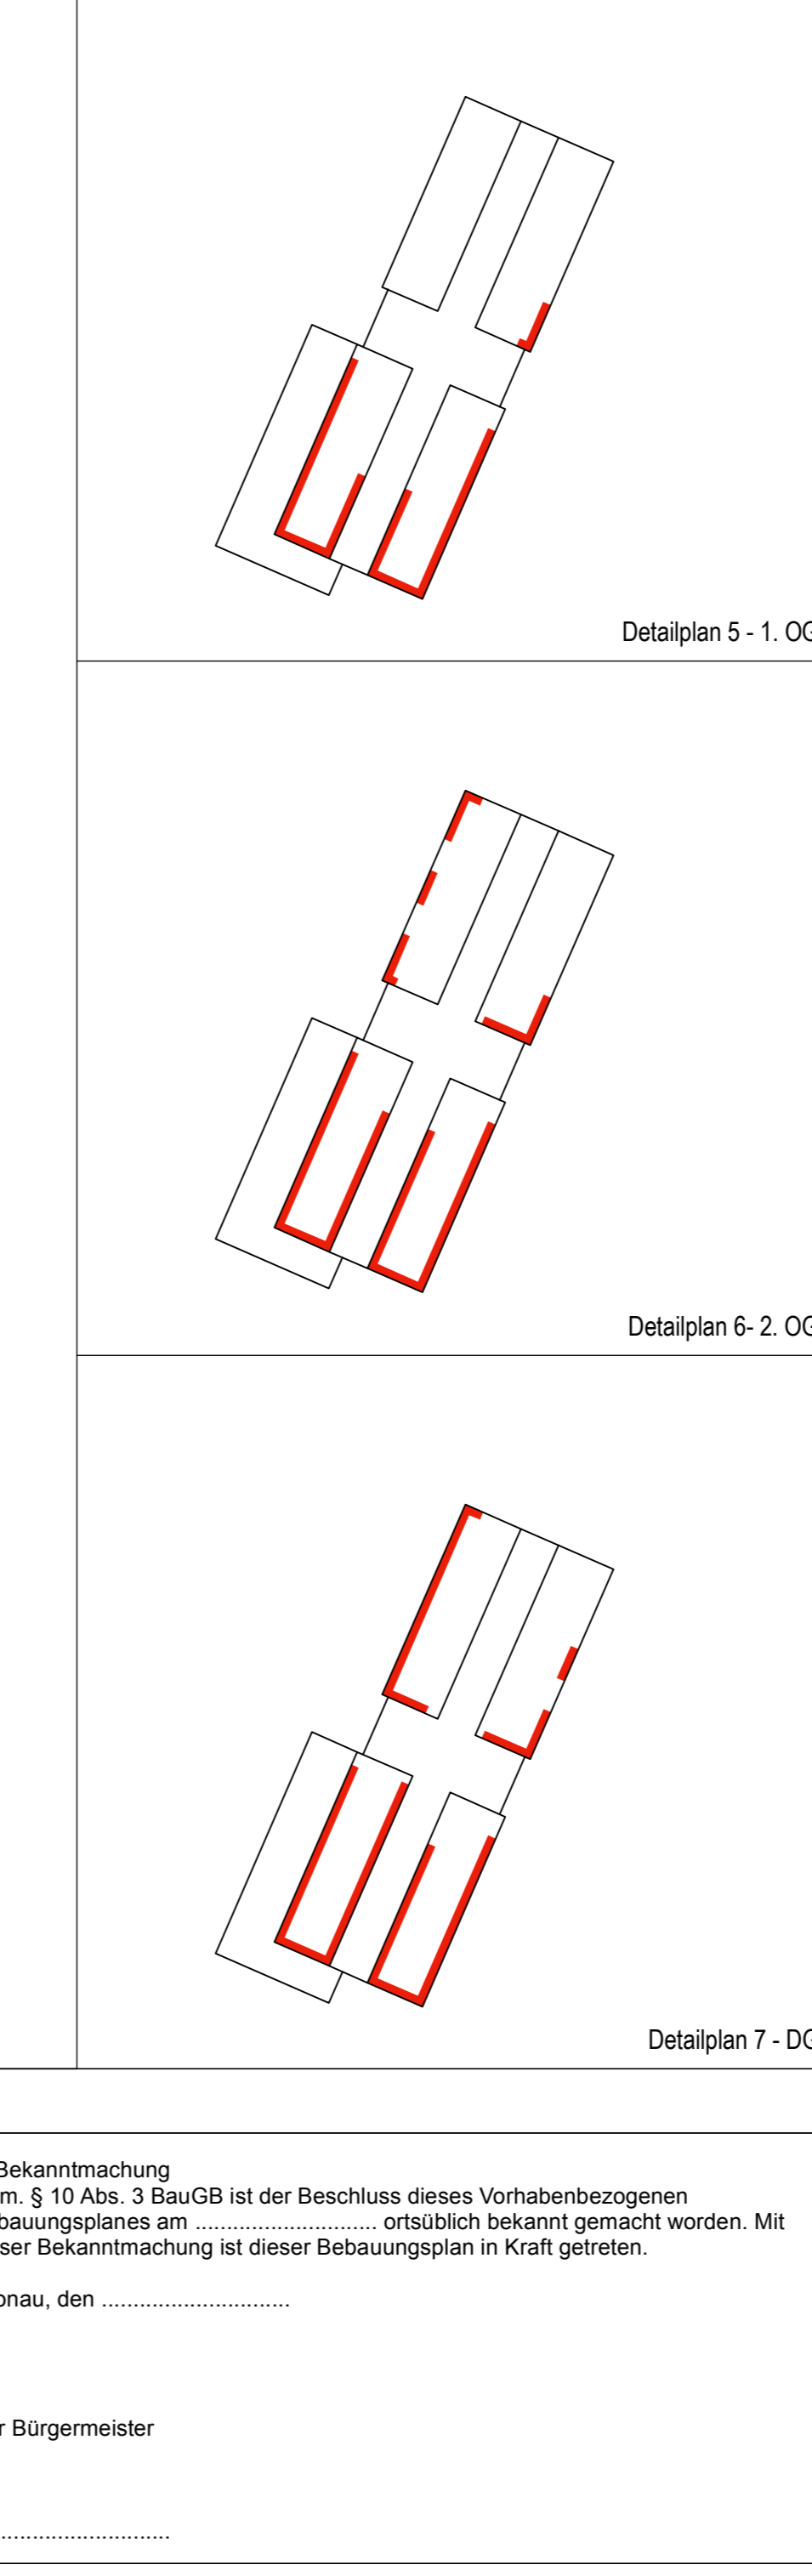 Detailplan 5 - 1. OG
Detailplan 6- 2. OG
Detailplan 7 - DG
Bekanntmachung
m. § 10 Abs. 3 BauGB ist der Beschluss dieses Vorhabenbezogenen
bauungsplanes am ............................. ortsüblich bekannt gemacht worden. Mit
ser Bekanntmachung ist dieser Bebauungsplan in Kraft getreten.
onau, den ..............................
r Bürgermeister
...........................